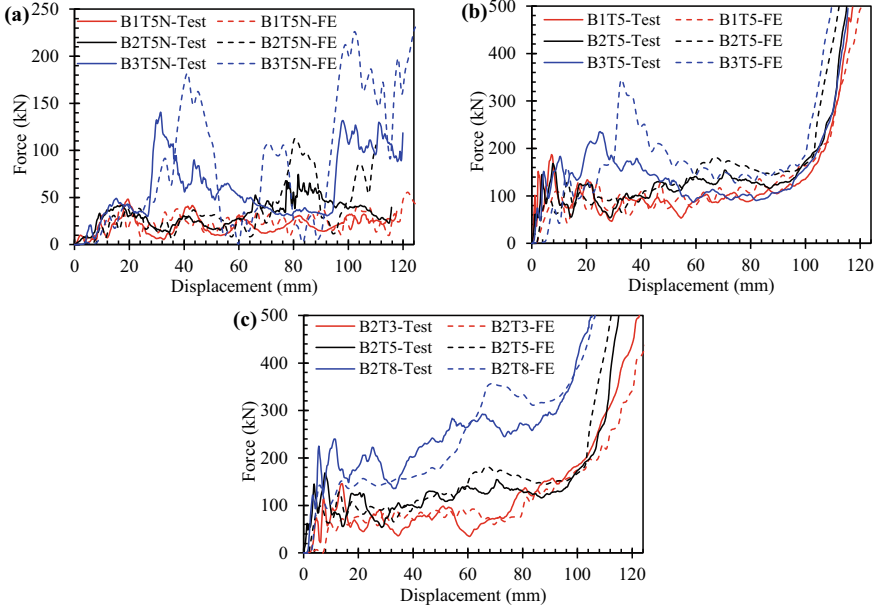 (a)
B1T5N-Test B1T5N-FE
B2T5N-Test B2T5N-FE
B3T5N-Test B3T5N-FE
250
200
150
100
50
0
Force (kN)
0 20 40 60 80 100 120
Displacement (mm)
(b)
B1T5-Test B1T5-FE
B2T5-Test B2T5-FE
B3T5-Test B3T5-FE
500
400
300
200
100
0
Force (kN)
0 20 40 60 80 100 120
Displacement (mm)
(c)
B2T3-Test B2T3-FE
B2T5-Test B2T5-FE
B2T8-Test B2T8-FE
500
400
300
200
100
0
Force (kN)
0 20 40 60 80 100 120
Displacement (mm)